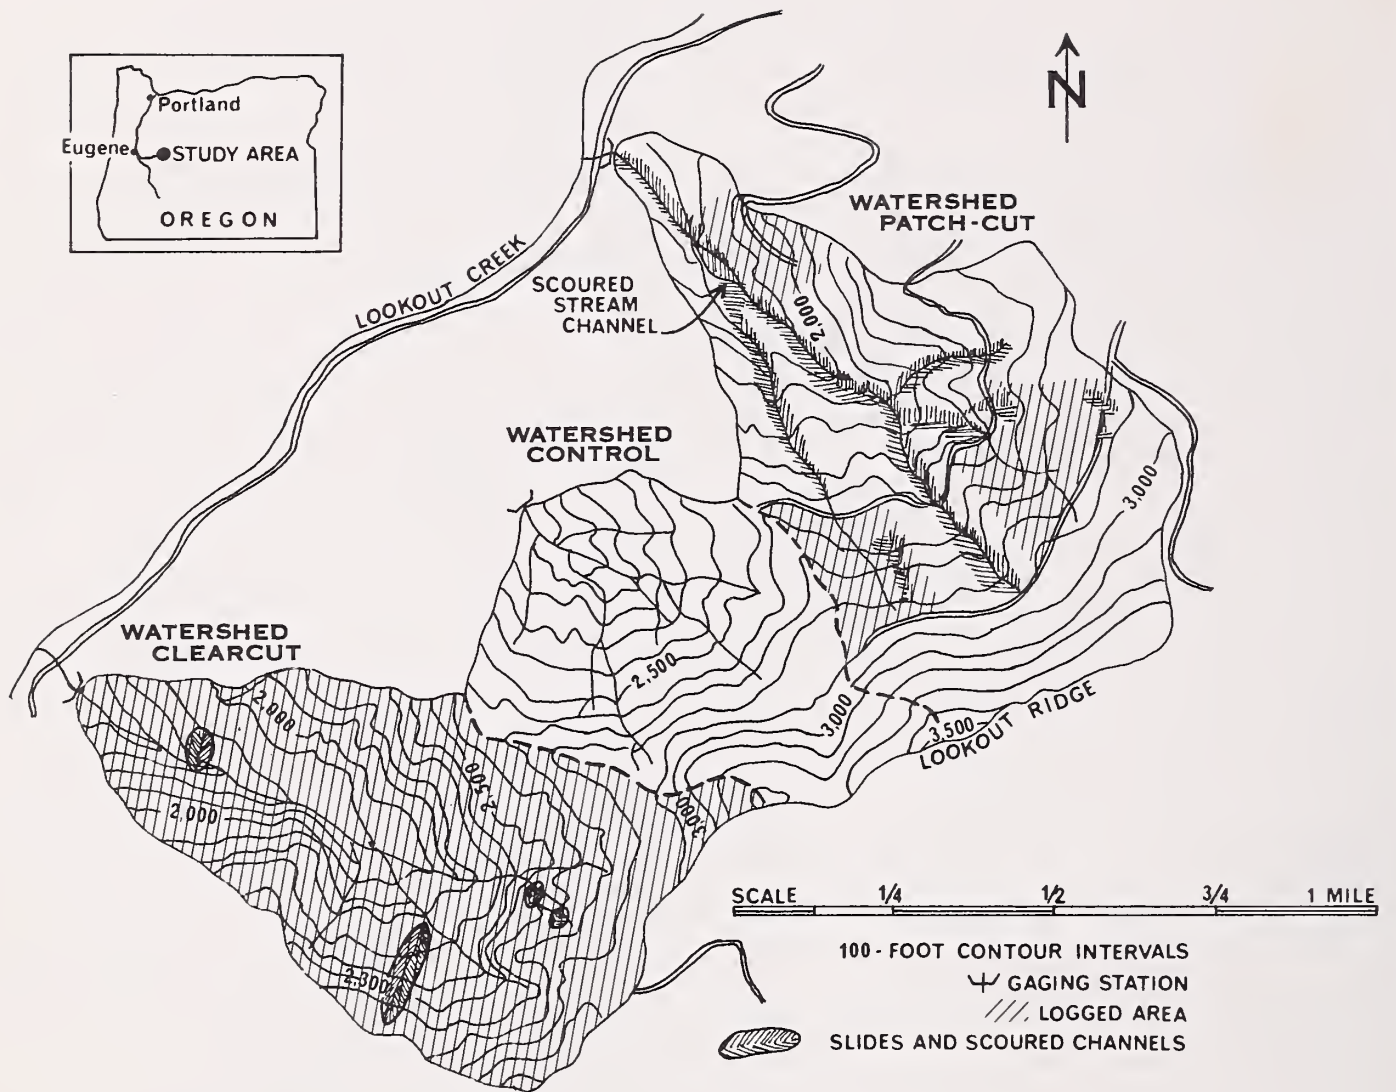 Portland
Eugene
STUDY AREA
OREGON
N
LOOKOUT CREEK
SCOURED
STREAM
CHANNEL
WATERSHED
PATCH-CUT
2,000
3,000
WATERSHED
CONTROL
2,500
3,000
3,500
LOOKOUT RIDGE
WATERSHED
CLEARCUT
2,000
2,500
2,000
3,000
2,300
SCALE 1/4 1/2 3/4 1 MILE
100-FOOT CONTOUR INTERVALS
GAGING STATION
LOGGED AREA
SLIDES AND SCOURED CHANNELS